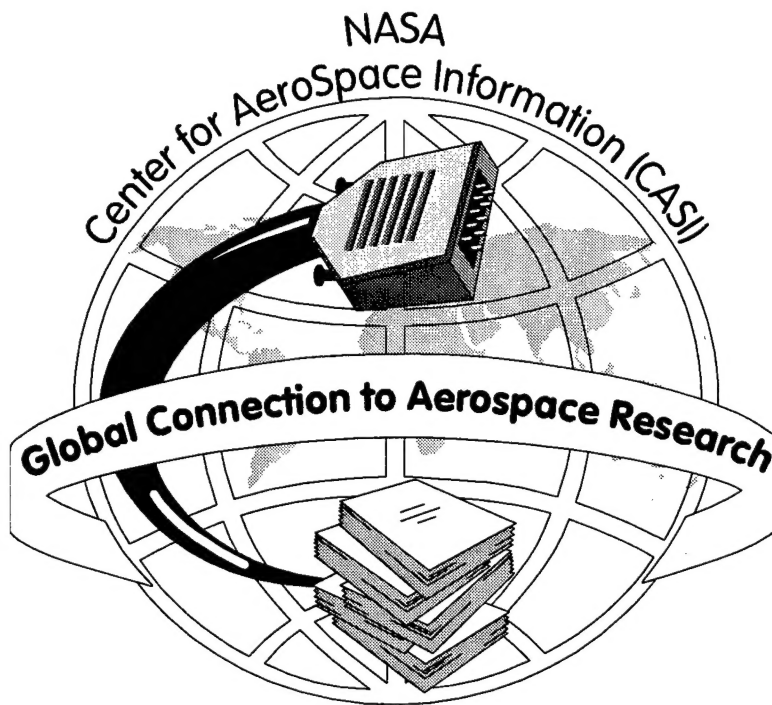 NASA
Center for AeroSpace Information (CASI)
Global Connection to Aerospace Research